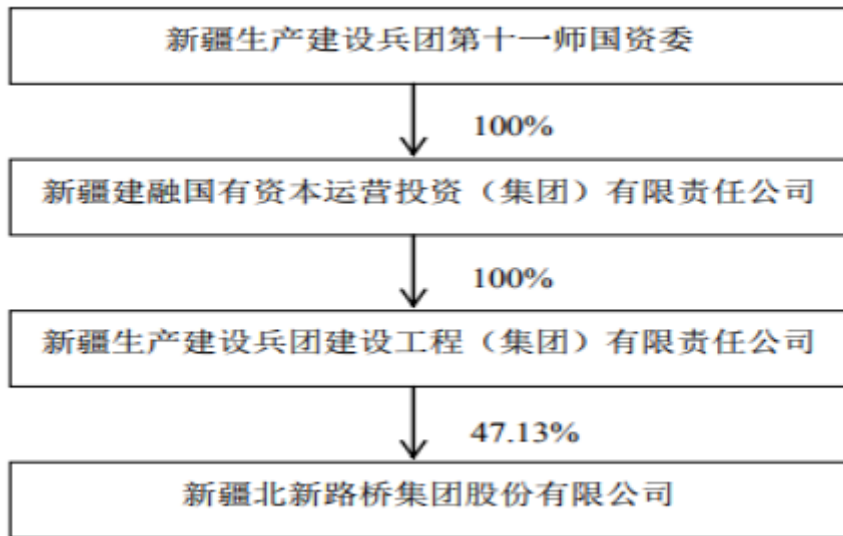 新疆生产建设兵团第十一师国资委
100%
新疆建融国有资本运营投资（集团）有限责任公司
100%
新疆生产建设兵团建设工程（集团）有限责任公司
47.13%
新疆北新路桥集团股份有限公司